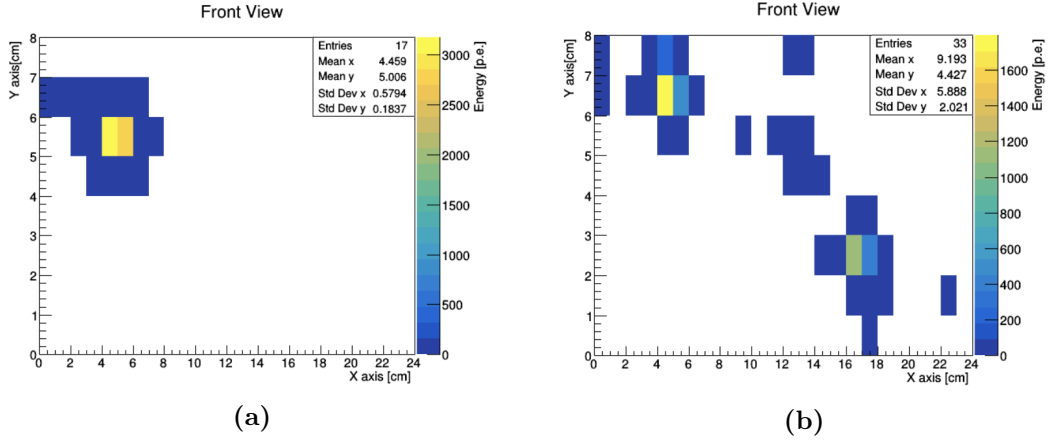 Front View
Y axis[cm]
8
7
6
5
4
3
2
1
0
0 2 4 6 8 10 12 14 16 18 20 22 24
X axis [cm]
Entries 17
Mean x 4.459
Mean y 5.006
Std Dev x 0.5794
Std Dev y 0.1837
Energy [p.e.]
3000
2500
2000
1500
1000
500
0
(a)
Front View
Y axis[cm]
8
7
6
5
4
3
2
1
0
0 2 4 6 8 10 12 14 16 18 20 22 24
X axis [cm]
Entries 33
Mean x 9.193
Mean y 4.427
Std Dev x 5.888
Std Dev y 2.021
Energy [p.e.]
1600
1400
1200
1000
800
600
400
200
0
(b)